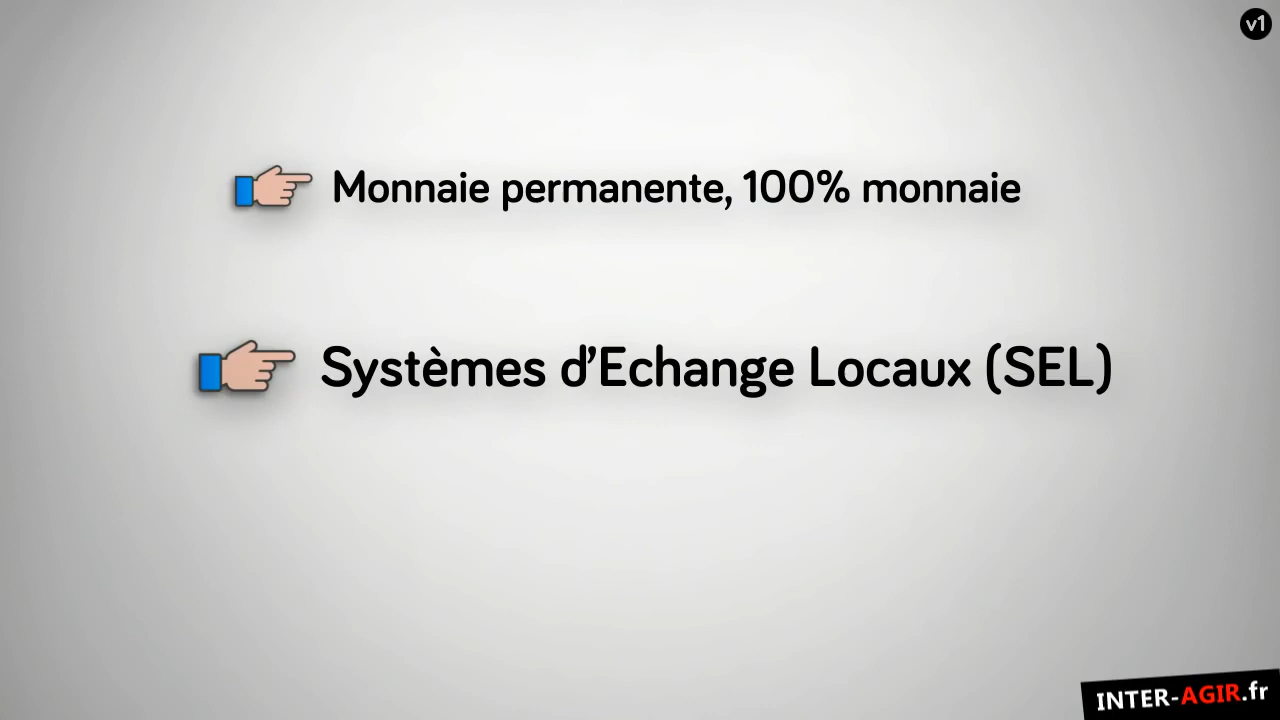 v1
Monnaie permanente, 100% monnaie
Systèmes d’Echange Locaux (SEL)
INTER-AGIR.fr